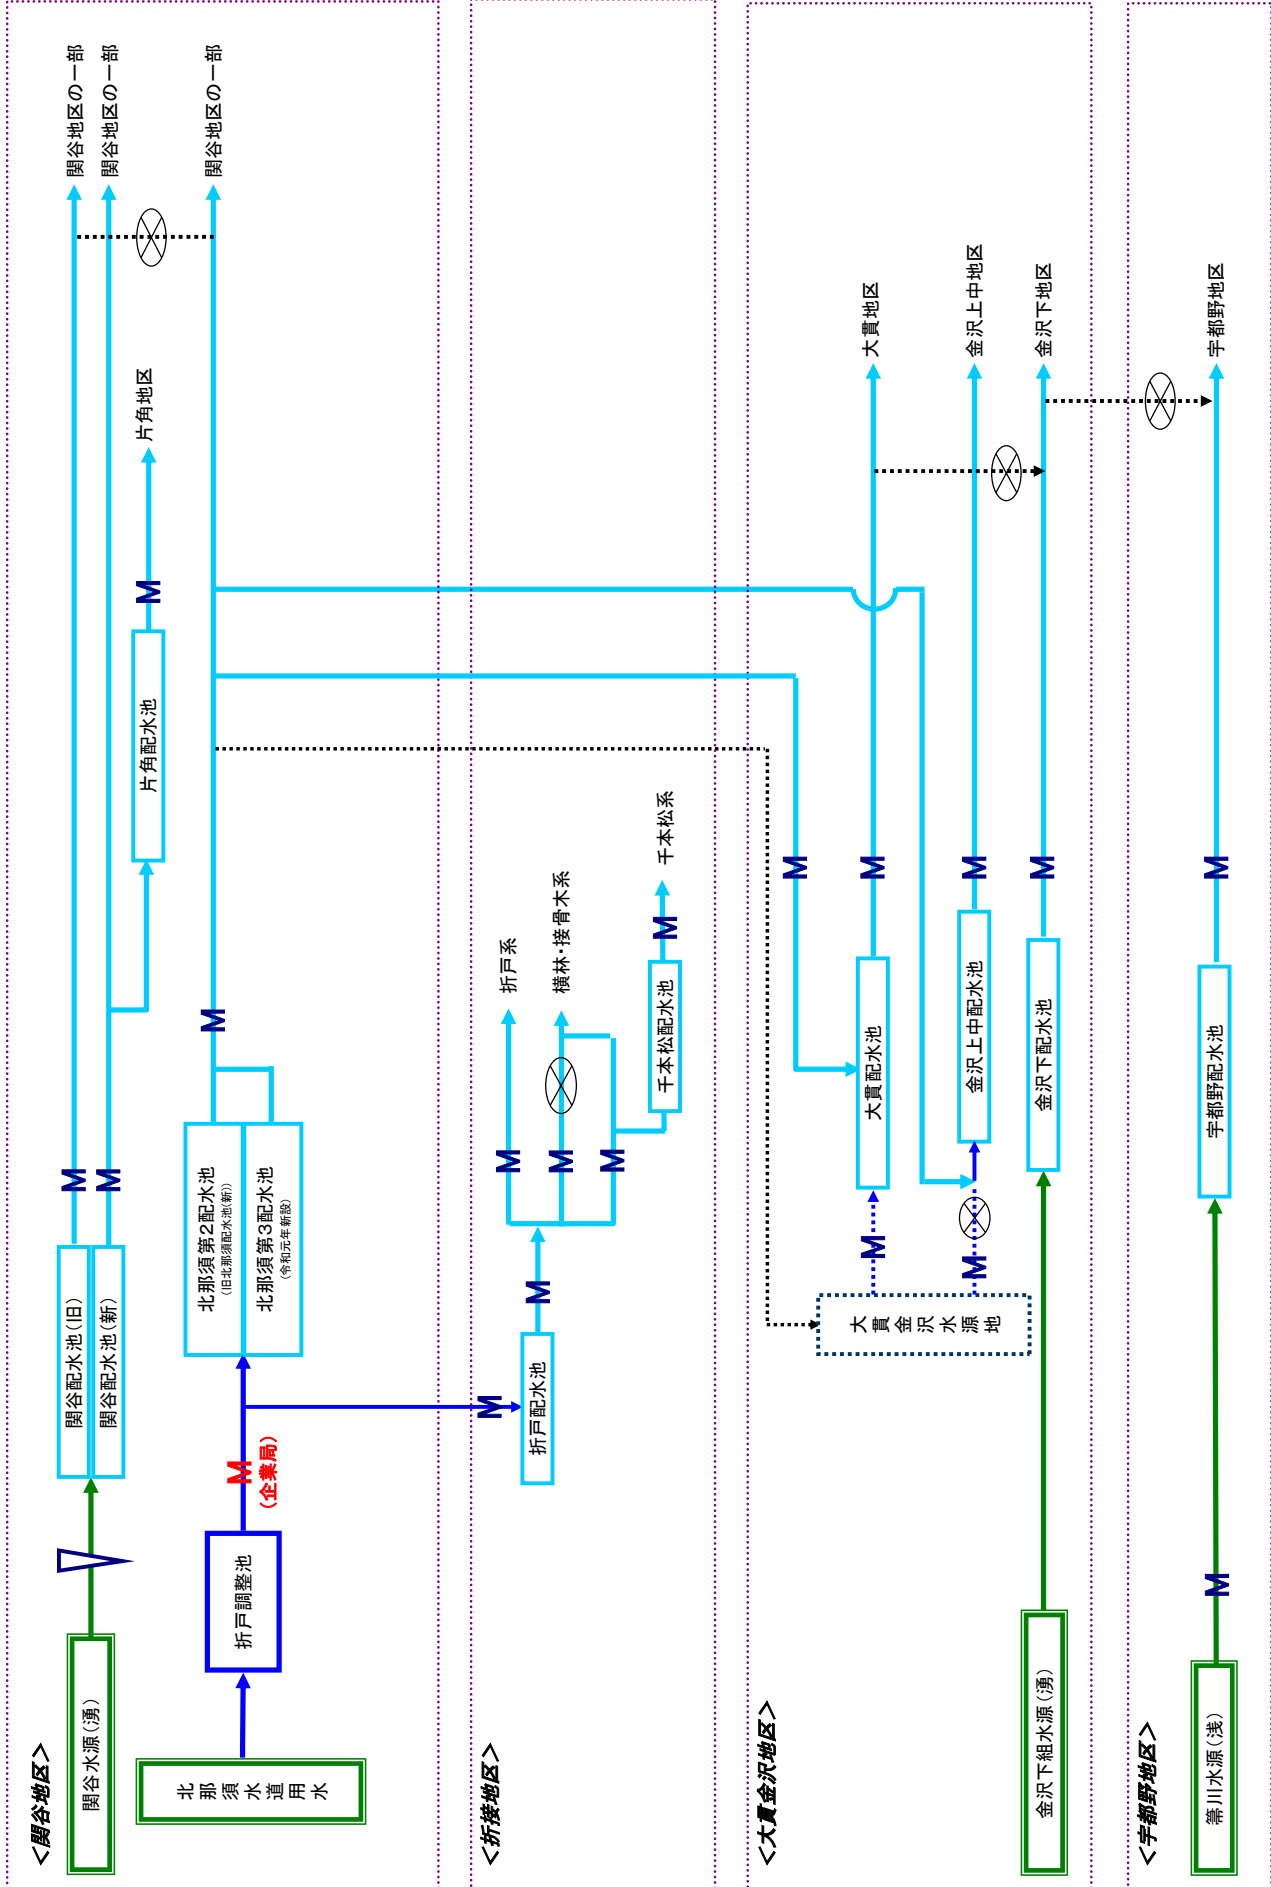 ＜関谷地区＞
関谷水源（湧）
関谷配水池（旧）
関谷配水池（新）
M
M
関谷地区の一部
関谷地区の一部
片角配水池
M
片角地区
北那須水道用水
折戸調整池
M
（企業局）
北那須第２配水池
（旧北那須配水池（新））
北那須第３配水池
（令和元年新設）
M
関谷地区の一部
＜折接地区＞
M
折戸配水池
M
M
M
M
折戸系
横林・接骨木系
千本松配水池
M
千本松系
＜大貫金沢地区＞
大貫金沢水源地
M
M
M
大貫配水池
M
大貫地区
金沢上中配水池
M
金沢上中地区
金沢下組水源（湧）
金沢下配水池
M
金沢下地区
＜宇都野地区＞
箒川水源（浅）
M
宇都野配水池
M
宇都野地区